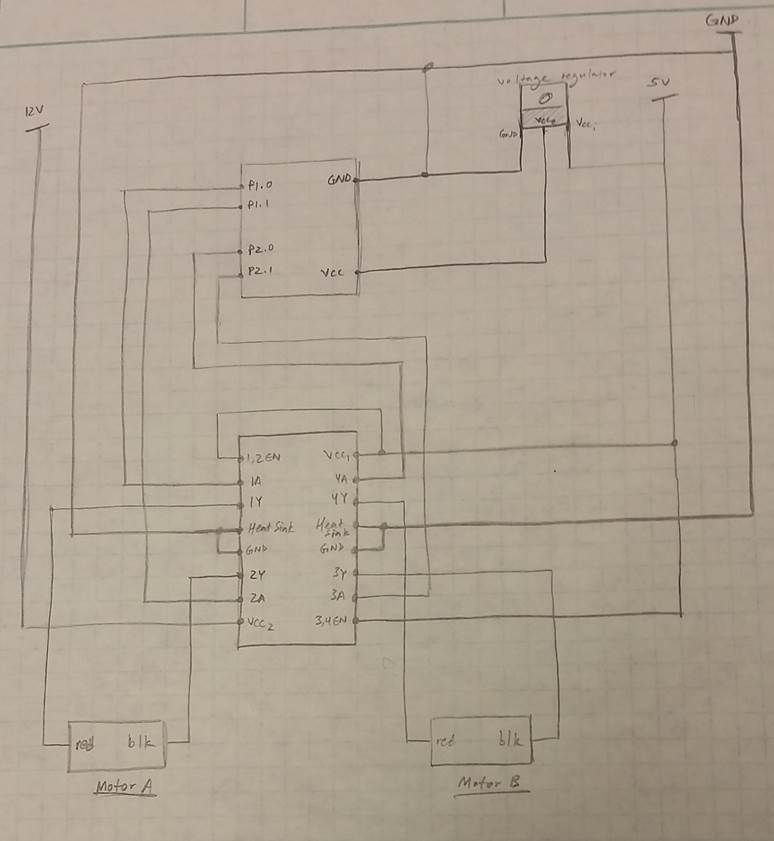 GND
voltage regulator
5V
12V
O
GND VCCo VCCi
P1.0 GND
P1.1
P2.0
P2.1 VCC
1,2EN VCC1
1A 4A
1Y 4Y
Heat Sink Heat Sink
GND GND
2Y 3Y
2A 3A
VCC2 3,4EN
red blk
red blk
Motor A
Motor B